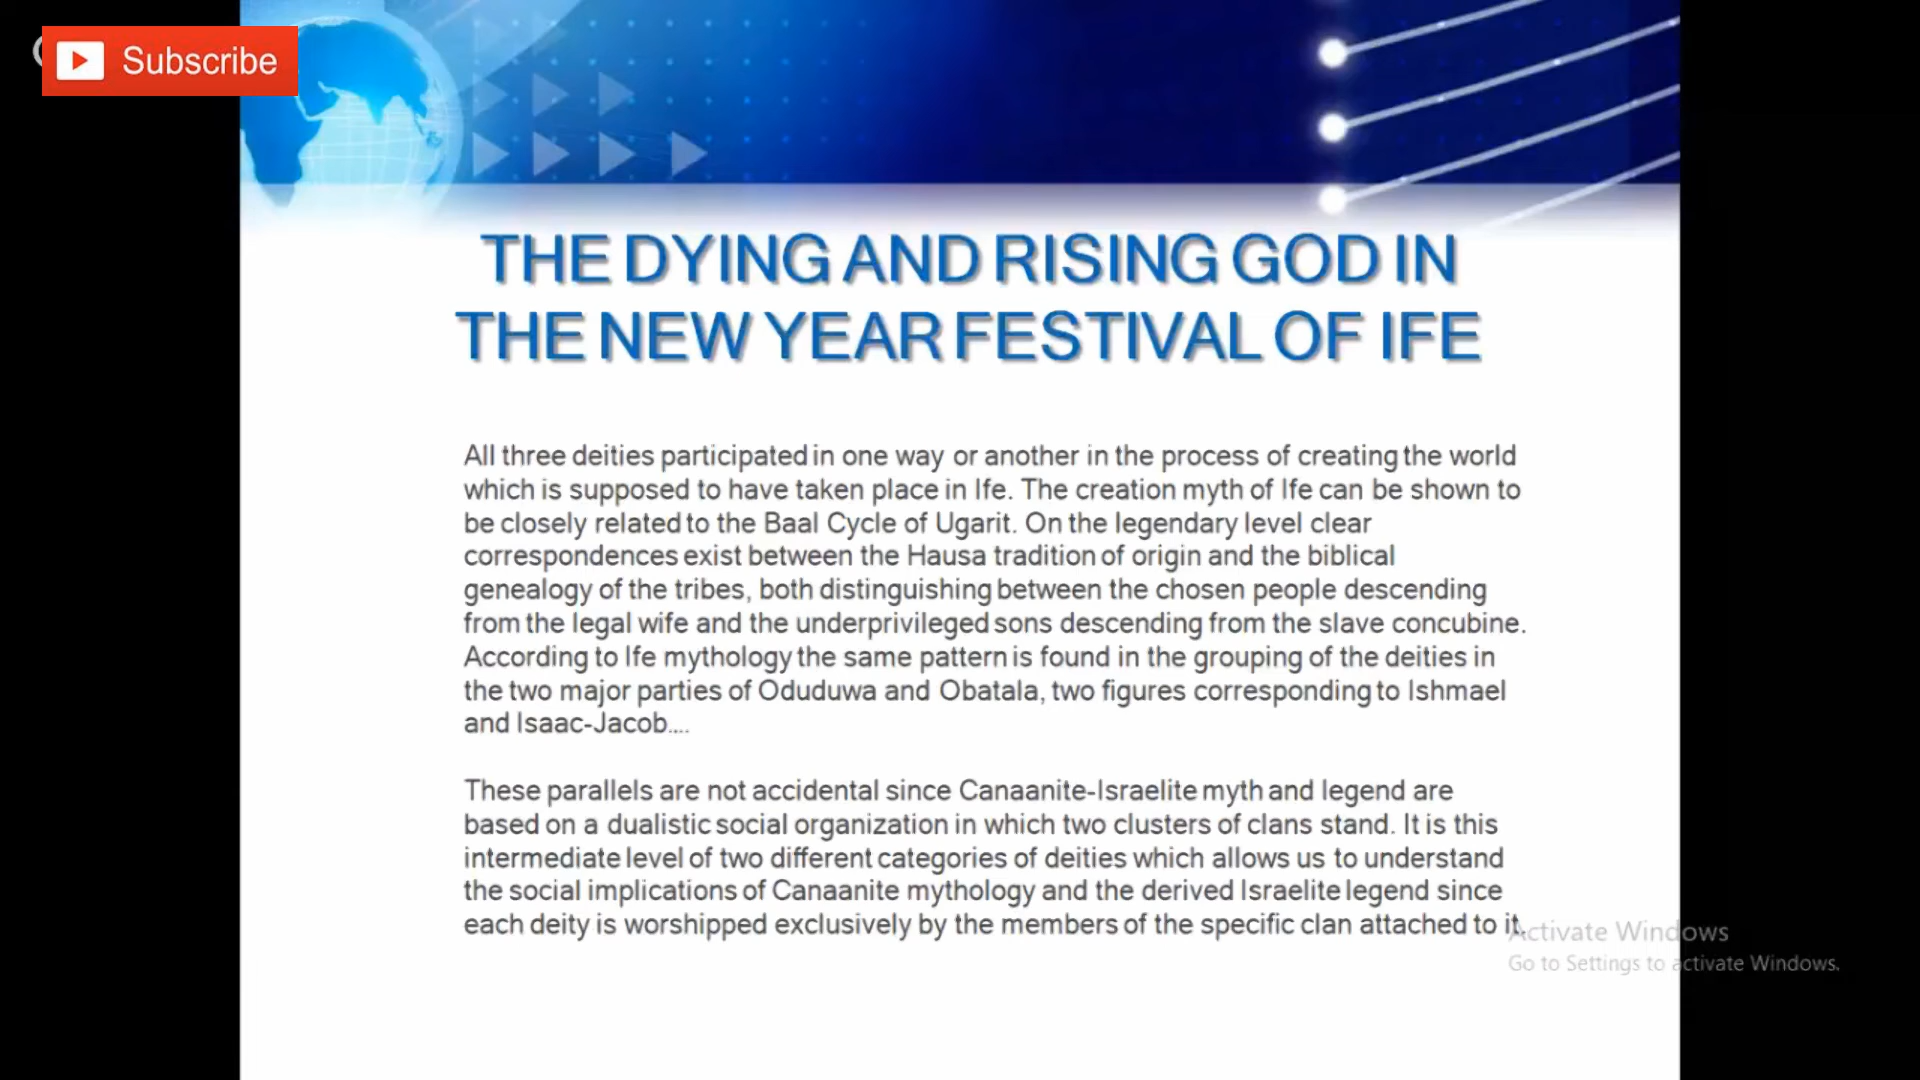 Subscribe
THE DYING AND RISING GOD IN
THE NEW YEAR FESTIVAL OF IFE
All three deities participated in one way or another in the process of creating the world
which is supposed to have taken place in Ife. The creation myth of Ife can be shown to
be closely related to the Baal Cycle of Ugarit. On the legendary level clear
correspondences exist between the Hausa tradition of origin and the biblical
genealogy of the tribes, both distinguishing between the chosen people descending
from the legal wife and the underprivileged sons descending from the slave concubine.
According to Ife mythology the same pattern is found in the grouping of the deities in
the two major parties of Oduduwa and Obatala, two figures corresponding to Ishmael
and Isaac-Jacob....
These parallels are not accidental since Canaanite-Israelite myth and legend are
based on a dualistic social organization in which two clusters of clans stand. It is this
intermediate level of two different categories of deities which allows us to understand
the social implications of Canaanite mythology and the derived Israelite legend since
each deity is worshipped exclusively by the members of the specific clan attached to it.
Activate Windows
Go to Settings to activate Windows.